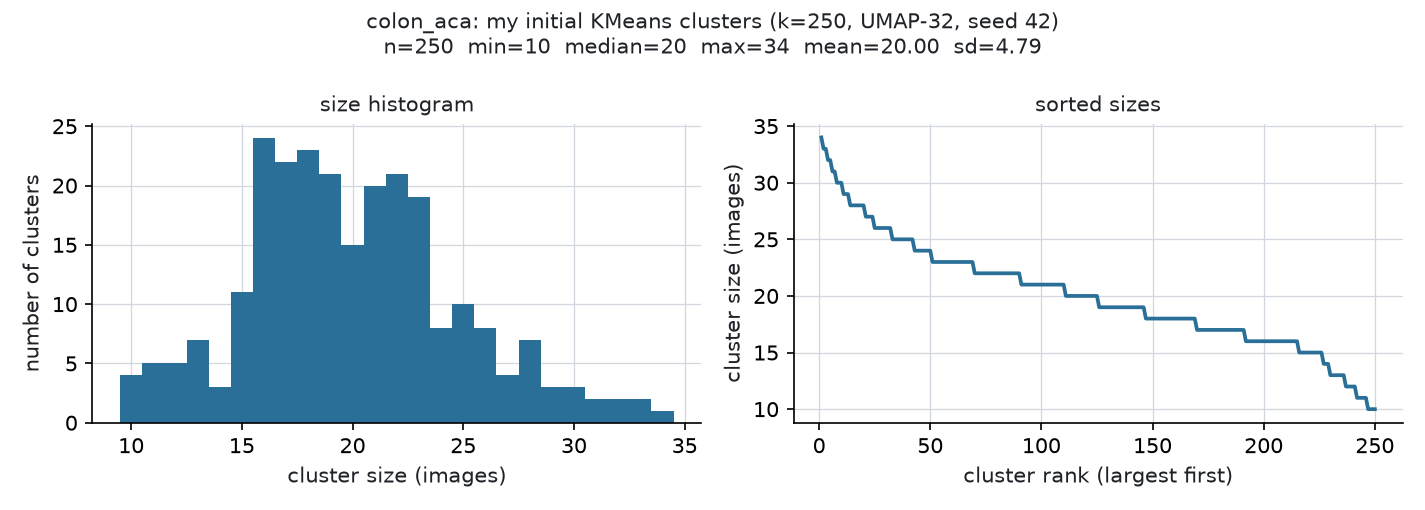 colon_aca: my initial KMeans clusters (k=250, UMAP-32, seed 42)
n=250  min=10  median=20  max=34  mean=20.00  sd=4.79
size histogram
number of clusters
25
20
15
10
5
0
10 15 20 25 30 35
cluster size (images)
sorted sizes
cluster size (images)
35
30
25
20
15
10
0 50 100 150 200 250
cluster rank (largest first)